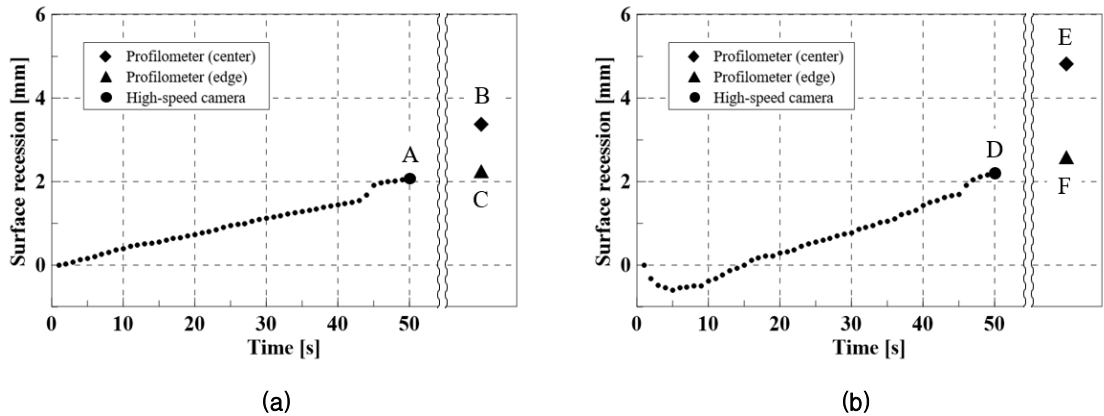 Surface recession [mm]
6
4
2
0
Profilometer (center)
Profilometer (edge)
High-speed camera
A
B
C
0 10 20 30 40 50
Time [s]
(a)
Surface recession [mm]
6
4
2
0
Profilometer (center)
Profilometer (edge)
High-speed camera
D
E
F
0 10 20 30 40 50
Time [s]
(b)